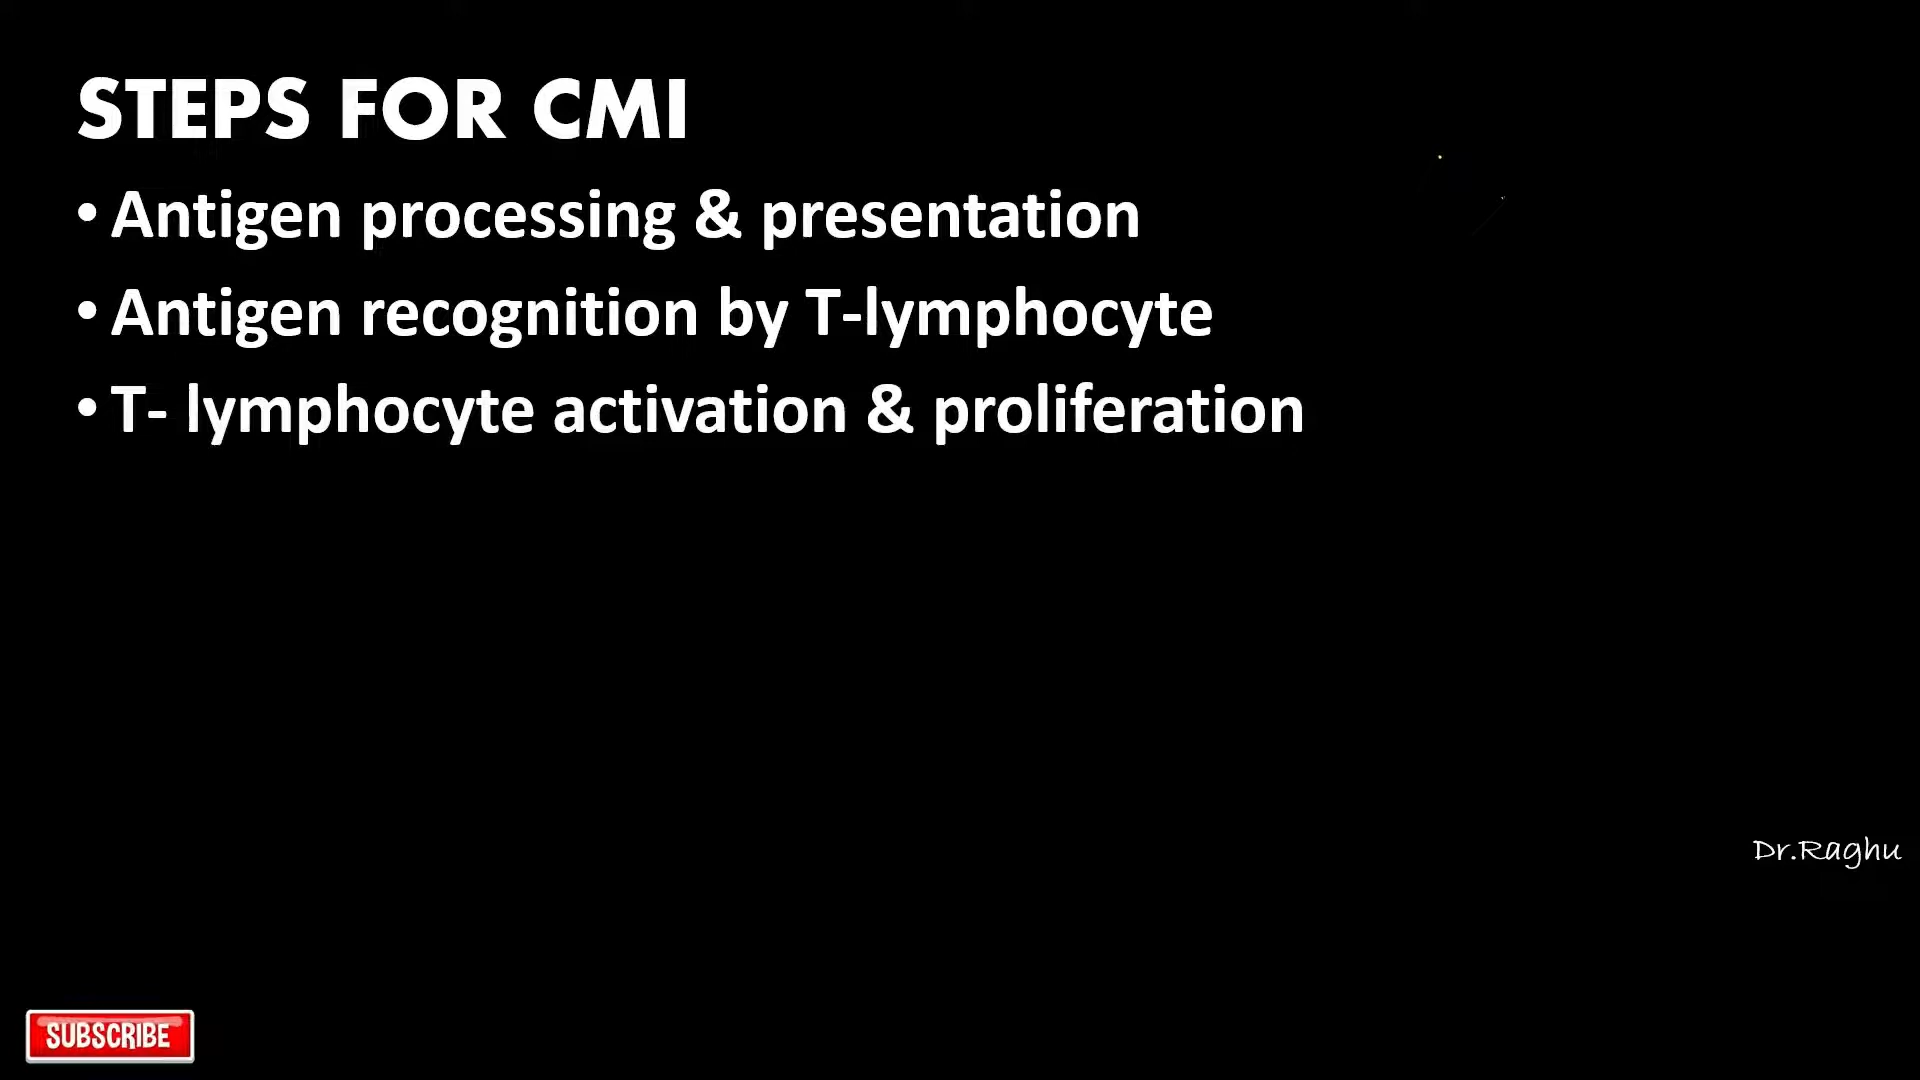 STEPS FOR CMI
• Antigen processing & presentation
• Antigen recognition by T-lymphocyte
• T- lymphocyte activation & proliferation
Dr.Raghu
SUBSCRIBE